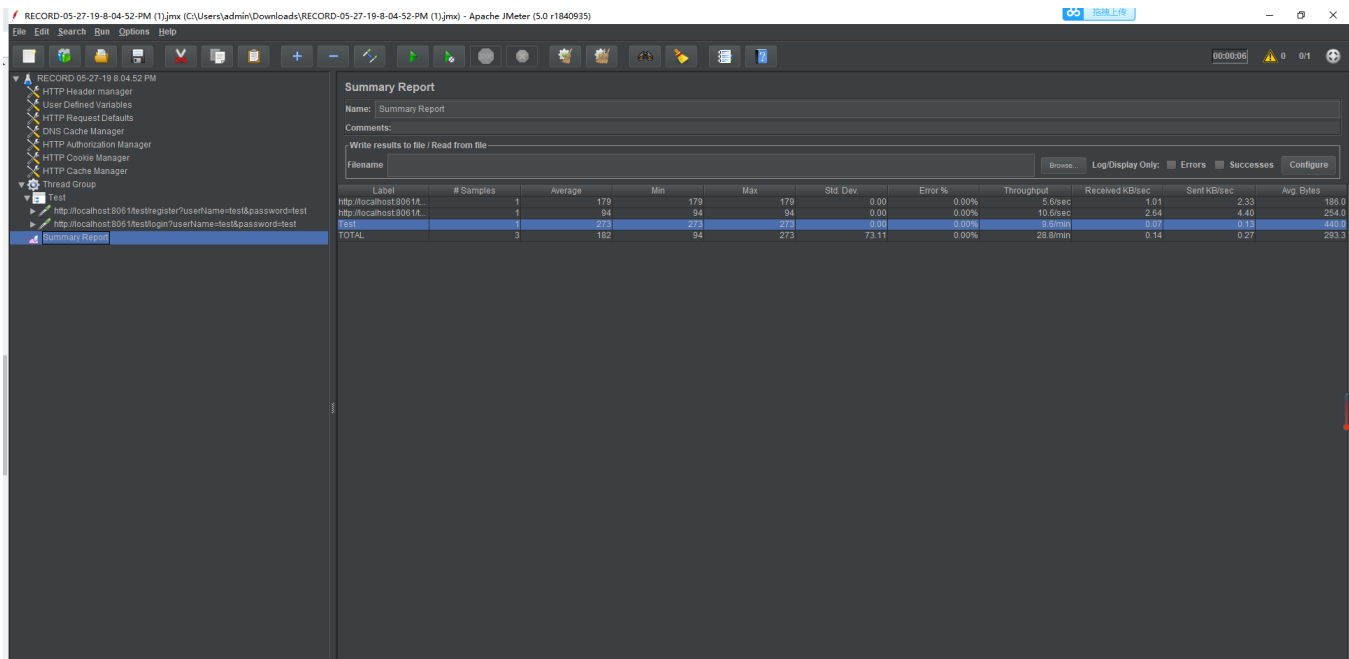 RECORD-05-27-19-8-04-52-PM (1).jmx (C:\Users\admin\Downloads\RECORD-05-27-19-8-04-52-PM (1).jmx) - Apache JMeter (5.0 r1840935)
拖拽上传
File Edit Search Run Options Help
00:00:06 0 0/1
RECORD 05-27-19 8.04.52 PM
HTTP Header manager
User Defined Variables
HTTP Request Defaults
DNS Cache Manager
HTTP Authorization Manager
HTTP Cookie Manager
HTTP Cache Manager
Thread Group
Test
http://localhost:8061/test/register?userName=test&password=test
http://localhost:8061/test/login?userName=test&password=test
Summary Report
Summary Report
Name: Summary Report
Comments:
Write results to file / Read from file
Filename Browse... Log/Display Only: Errors Successes Configure
Label # Samples Average Min Max Std. Dev. Error % Throughput Received KB/sec Sent KB/sec Avg. Bytes
http://localhost:8061/t... 1 179 179 179 0.00 0.00% 5.6/sec 1.01 2.33 186.0
http://localhost:8061/t... 1 94 94 94 0.00 0.00% 10.6/sec 2.64 4.40 254.0
Test 1 273 273 273 0.00 0.00% 9.6/min 0.07 0.13 440.0
TOTAL 3 182 94 273 73.11 0.00% 28.8/min 0.14 0.27 293.3